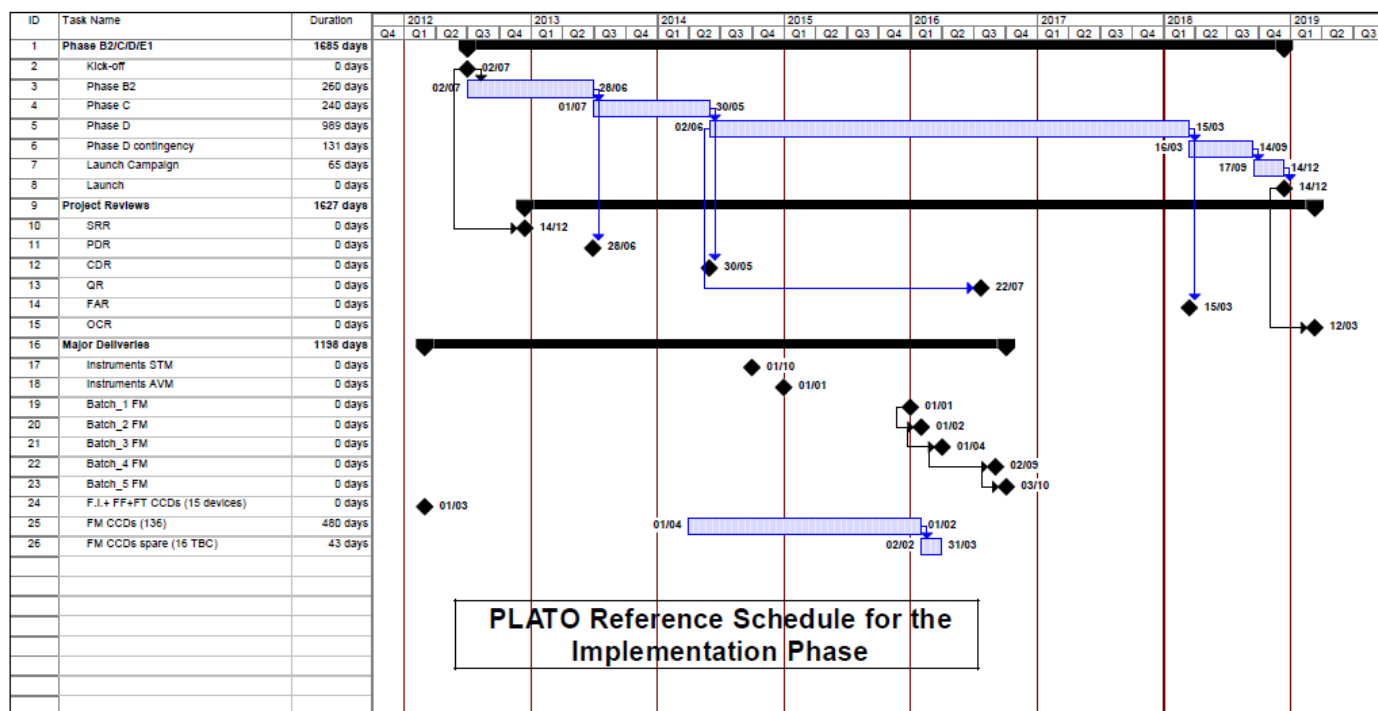 ID Task Name Duration 2012 2013 2014 2015 2016 2017 2018 2019
Q4 Q1 Q2 Q3 Q4 Q1 Q2 Q3 Q4 Q1 Q2 Q3 Q4 Q1 Q2 Q3 Q4 Q1 Q2 Q3 Q4 Q1 Q2 Q3 Q4 Q1 Q2 Q3 Q4 Q1 Q2 Q3
1 Phase B2/C/D/E1 1685 days
2 Kick-off 0 days 02/07
3 Phase B2 260 days 02/07 28/06
4 Phase C 240 days 01/07 30/05
5 Phase D 989 days 02/06 15/03
6 Phase D contingency 131 days 16/03 14/09
7 Launch Campaign 65 days 17/09 14/12
8 Launch 0 days 14/12
9 Project Reviews 1627 days
10 SRR 0 days 14/12
11 PDR 0 days 28/06
12 CDR 0 days 30/05
13 QR 0 days 22/07
14 FAR 0 days 15/03
15 OCR 0 days 12/03
16 Major Deliveries 1198 days
17 Instruments STM 0 days 01/10
18 Instruments AVM 0 days 01/01
19 Batch_1 FM 0 days 01/01
20 Batch_2 FM 0 days 01/02
21 Batch_3 FM 0 days 01/04
22 Batch_4 FM 0 days 02/09
23 Batch_5 FM 0 days 03/10
24 F.I.+ FF+FT CCDs (15 devices) 0 days 01/03
25 FM CCDs (136) 480 days 01/04 01/02
26 FM CCDs spare (16 TBC) 43 days 02/02 31/03
PLATO Reference Schedule for the
Implementation Phase